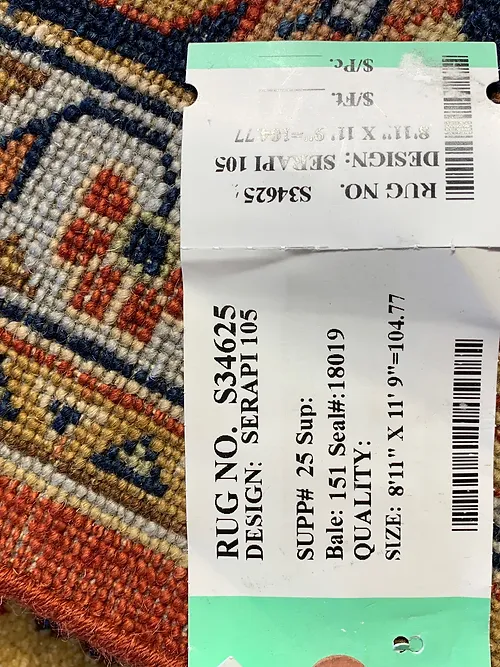 RUG NO. S34625
DESIGN: SERAPI 105
SUPP# 25 Sup:
Bale: 151 Seal#:18019
QUALITY:
SIZE: 8'11" X 11' 9"=104.77
RUG NO. S34625
DESIGN: SERAPI 105
8'11" X 11' 9"=104.77
$/Ft.
$/Pc.